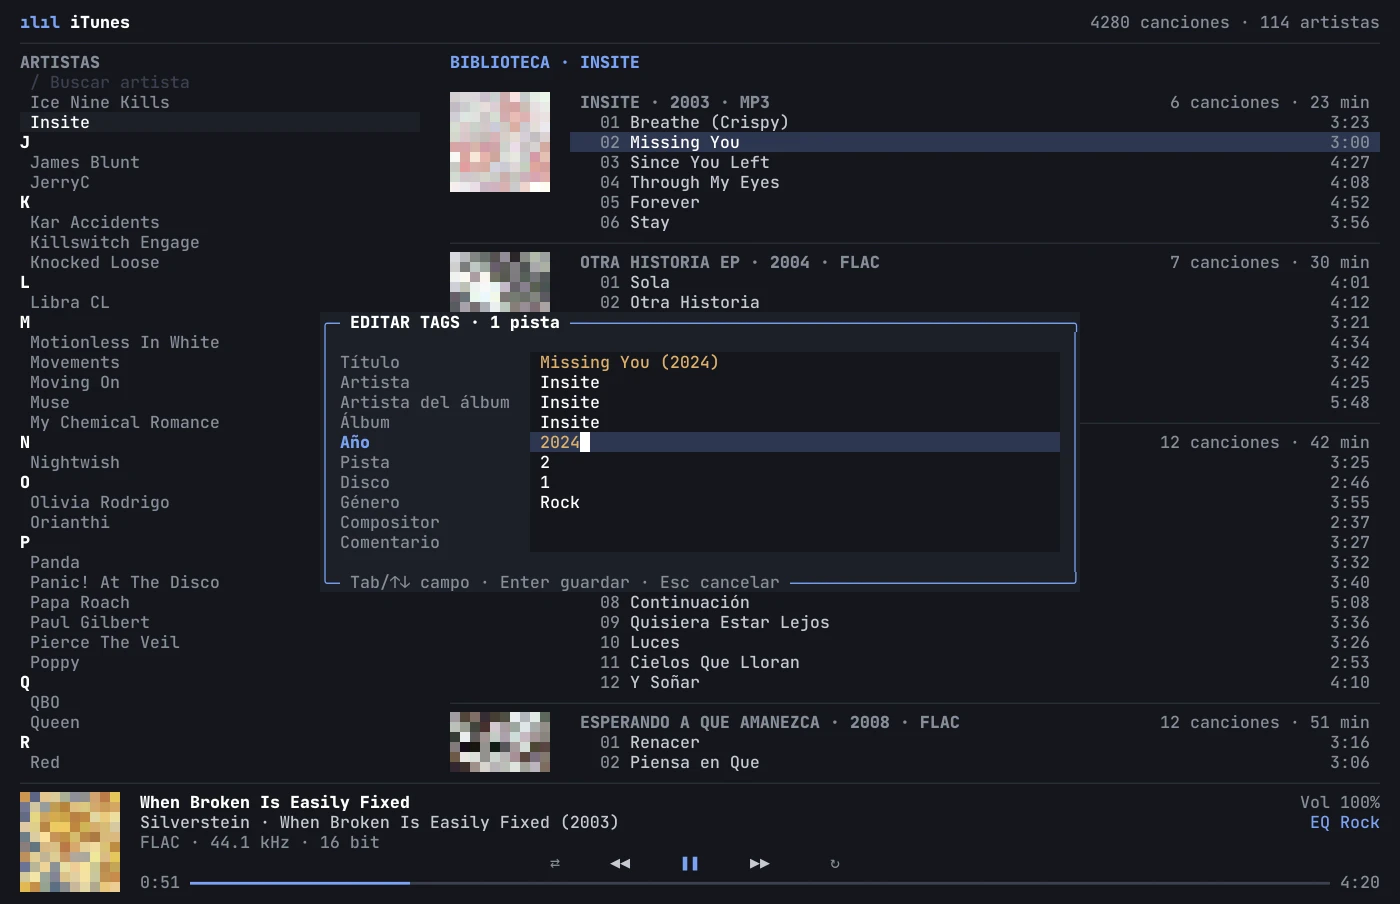 ılıl iTunes
4280 canciones · 114 artistas
ARTISTAS
/ Buscar artista
Ice Nine Kills
Insite
J
James Blunt
JerryC
K
Kar Accidents
Killswitch Engage
Knocked Loose
L
Libra CL
M
Motionless In White
Movements
Moving On
Muse
My Chemical Romance
N
Nightwish
O
Olivia Rodrigo
Orianthi
P
Panda
Panic! At The Disco
Papa Roach
Paul Gilbert
Pierce The Veil
Poppy
Q
QBO
Queen
R
Red
BIBLIOTECA · INSITE
INSITE · 2003 · MP3 6 canciones · 23 min
01 Breathe (Crispy) 3:23
02 Missing You 3:00
03 Since You Left 4:27
04 Through My Eyes 4:08
05 Forever 4:52
06 Stay 3:56
OTRA HISTORIA EP · 2004 · FLAC 7 canciones · 30 min
01 Sola 4:01
02 Otra Historia 4:12
3:21
4:34
3:42
4:25
5:48
12 canciones · 42 min
3:25
2:46
3:55
2:37
3:27
3:32
3:40
EDITAR TAGS · 1 pista
Título Missing You (2024)
Artista Insite
Artista del álbum Insite
Álbum Insite
Año 2024
Pista 2
Disco 1
Género Rock
Compositor
Comentario
Tab/↑↓ campo · Enter guardar · Esc cancelar
08 Continuación 5:08
09 Quisiera Estar Lejos 3:36
10 Luces 3:26
11 Cielos Que Lloran 2:53
12 Y Soñar 4:10
ESPERANDO A QUE AMANEZCA · 2008 · FLAC 12 canciones · 51 min
01 Renacer 3:16
02 Piensa en Que 3:06
When Broken Is Easily Fixed
Silverstein · When Broken Is Easily Fixed (2003)
FLAC · 44.1 kHz · 16 bit
Vol 100%
EQ Rock
0:51 4:20